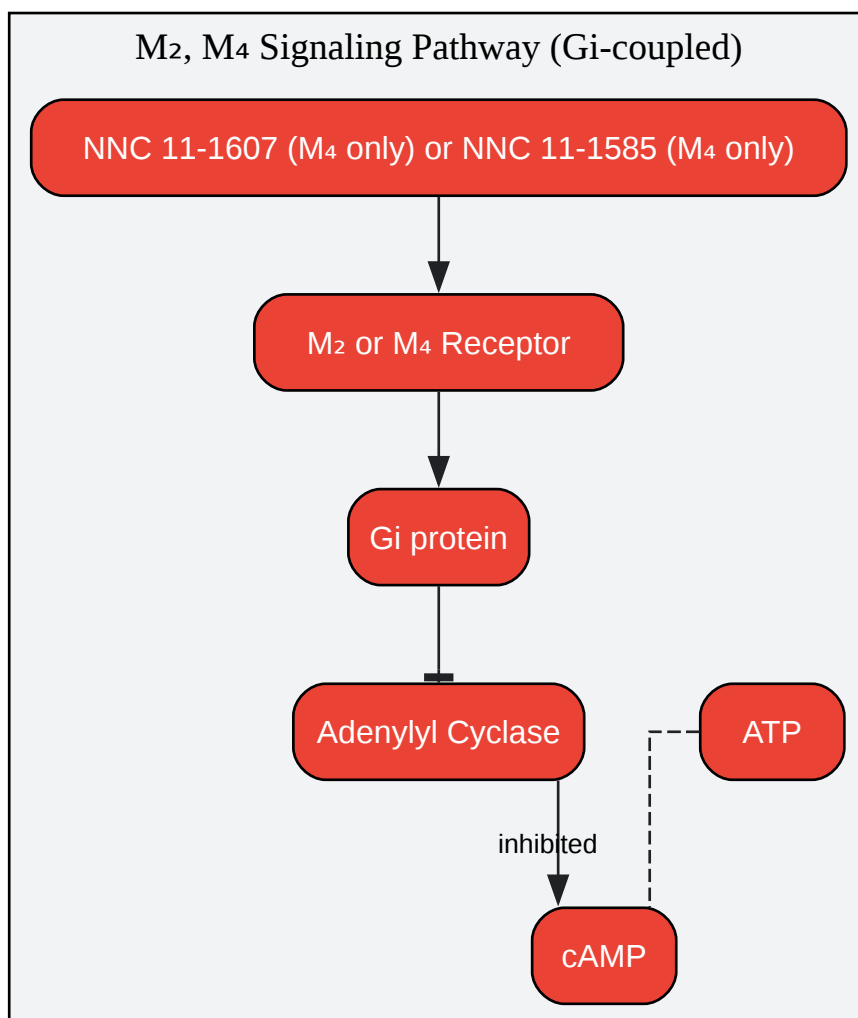 M₂, M₄ Signaling Pathway (Gi-coupled)
NNC 11-1607 (M₄ only) or NNC 11-1585 (M₄ only)
M₂ or M₄ Receptor
Gi protein
Adenylyl Cyclase
ATP
inhibited
cAMP